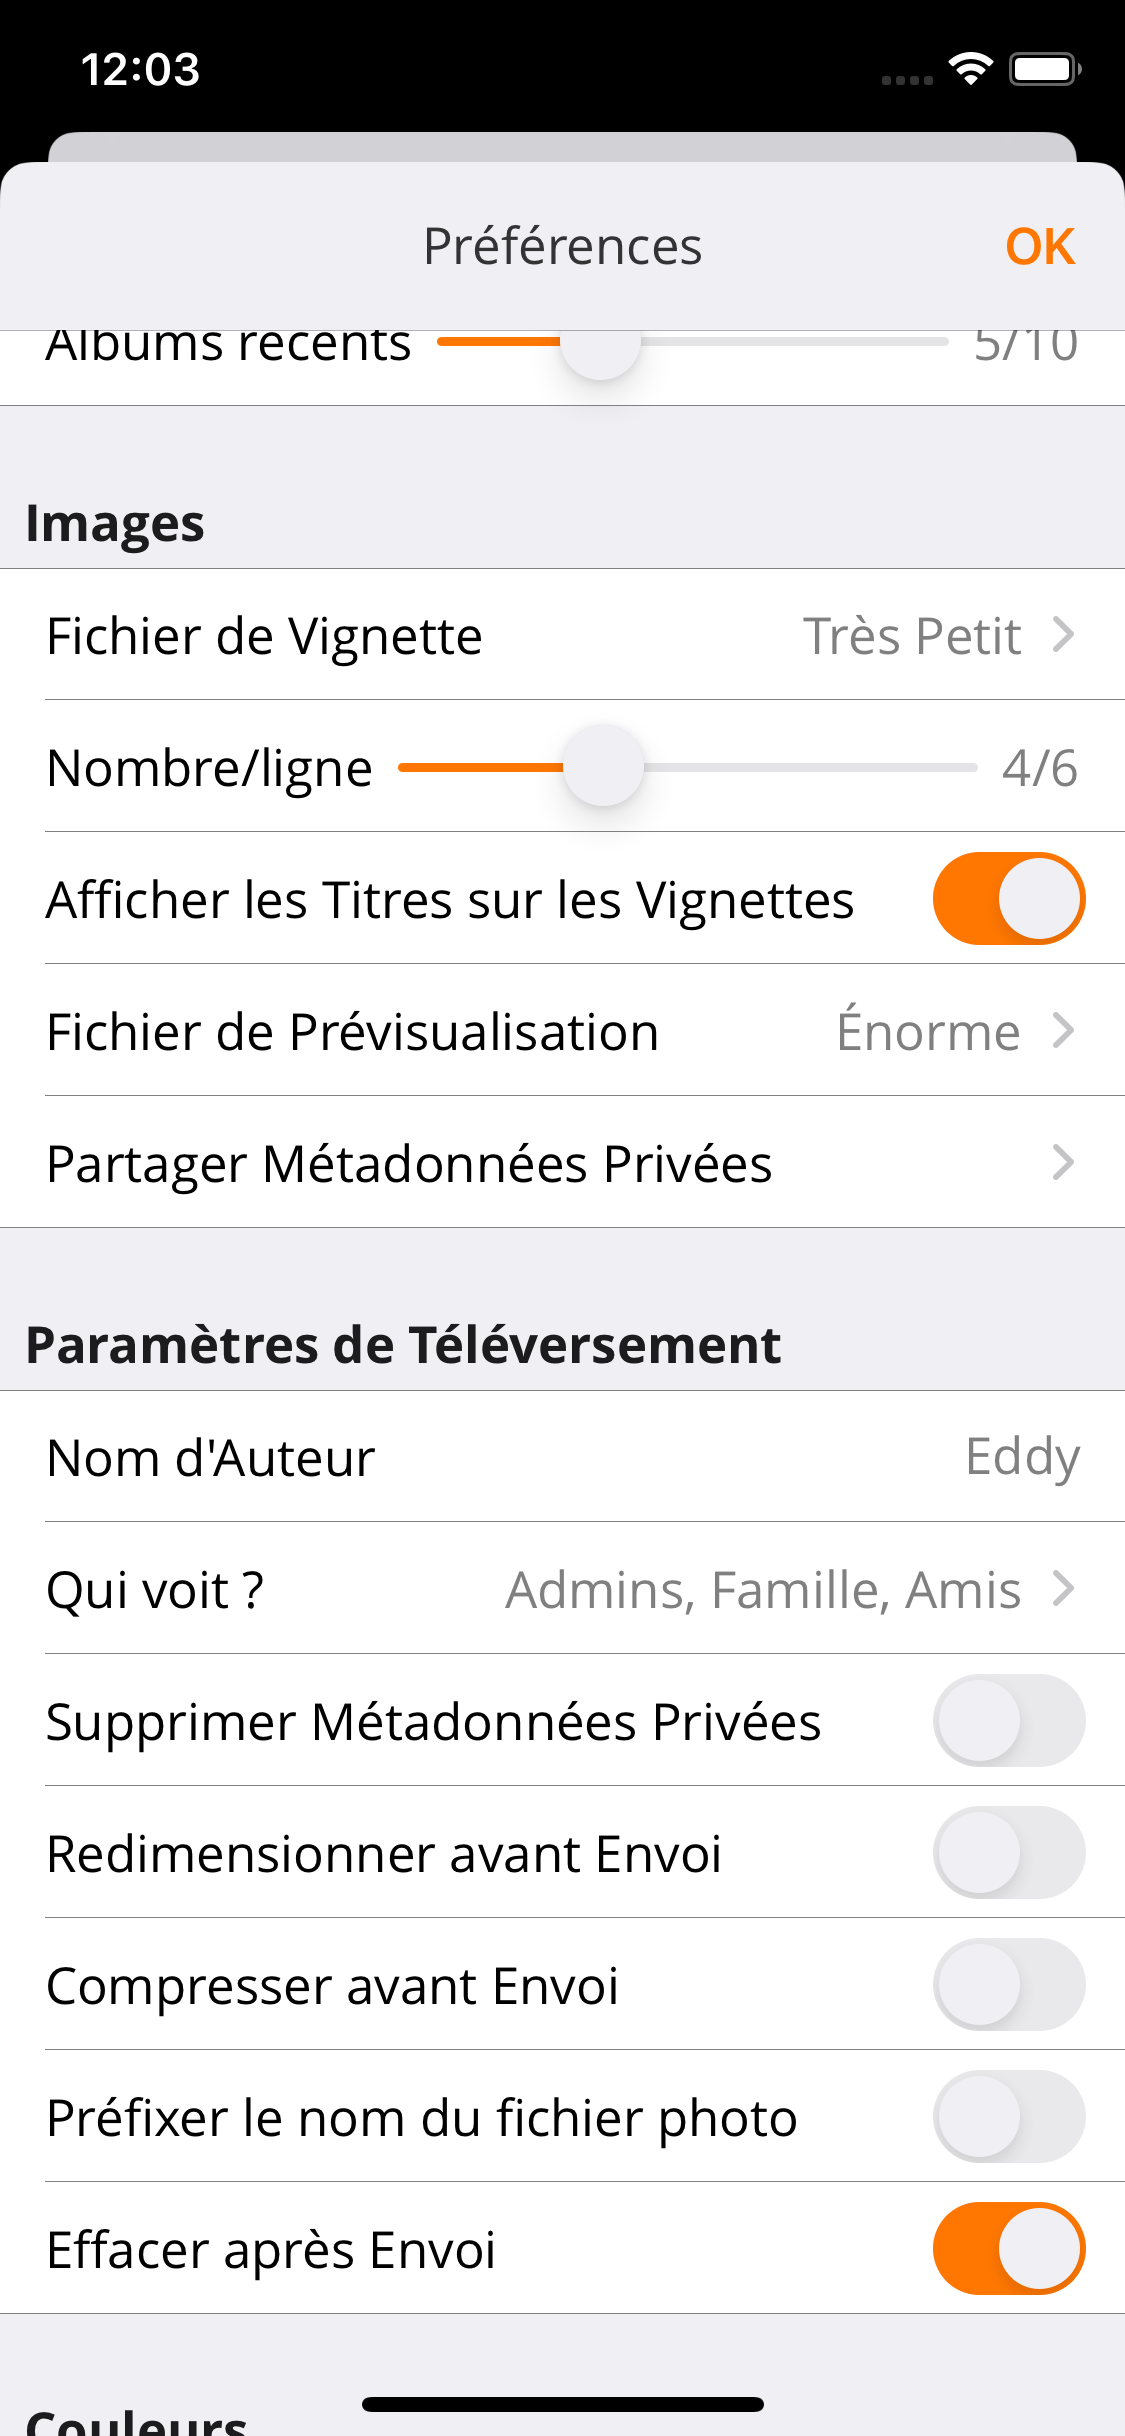 12:03
Préférences OK
Albums récents 5/10
Images
Fichier de Vignette Très Petit
Nombre/ligne 4/6
Afficher les Titres sur les Vignettes
Fichier de Prévisualisation Énorme
Partager Métadonnées Privées
Paramètres de Téléversement
Nom d'Auteur Eddy
Qui voit ? Admins, Famille, Amis
Supprimer Métadonnées Privées
Redimensionner avant Envoi
Compresser avant Envoi
Préfixer le nom du fichier photo
Effacer après Envoi
Couleurs